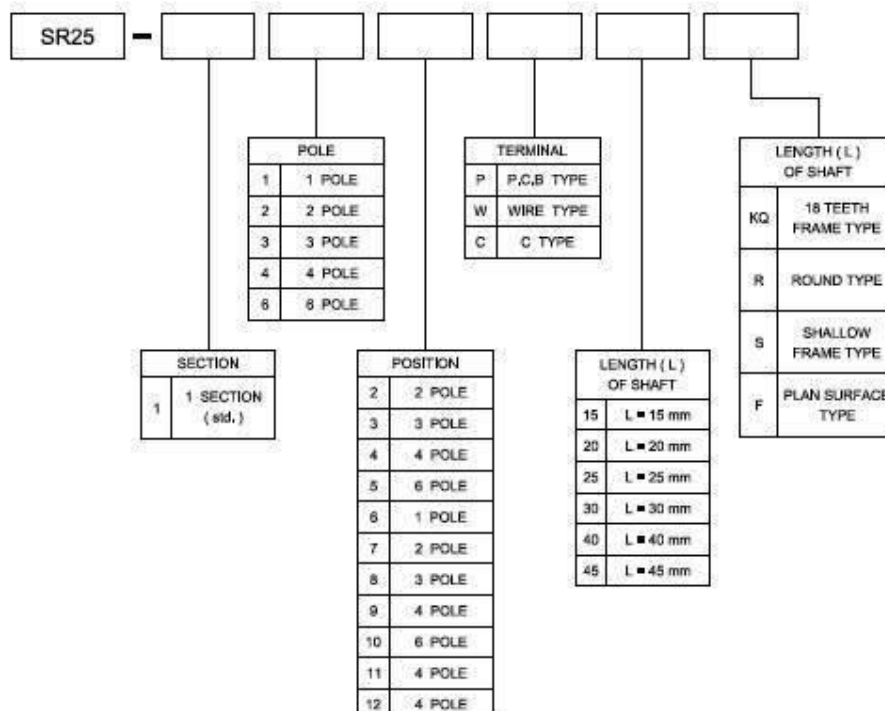 SR25 -
POLE
1 1 POLE
2 2 POLE
3 3 POLE
4 4 POLE
6 6 POLE
TERMINAL
P P.C.B TYPE
W WIRE TYPE
C C TYPE
LENGTH ( L )
OF SHAFT
KQ 18 TEETH
FRAME TYPE
R ROUND TYPE
S SHALLOW
FRAME TYPE
F PLAN SURFACE
TYPE
SECTION
1 1 SECTION
( std. )
POSITION
2 2 POLE
3 3 POLE
4 4 POLE
5 6 POLE
6 1 POLE
7 2 POLE
8 3 POLE
9 4 POLE
10 6 POLE
11 4 POLE
12 4 POLE
LENGTH ( L )
OF SHAFT
15 L = 15 mm
20 L = 20 mm
25 L = 25 mm
30 L = 30 mm
40 L = 40 mm
45 L = 45 mm